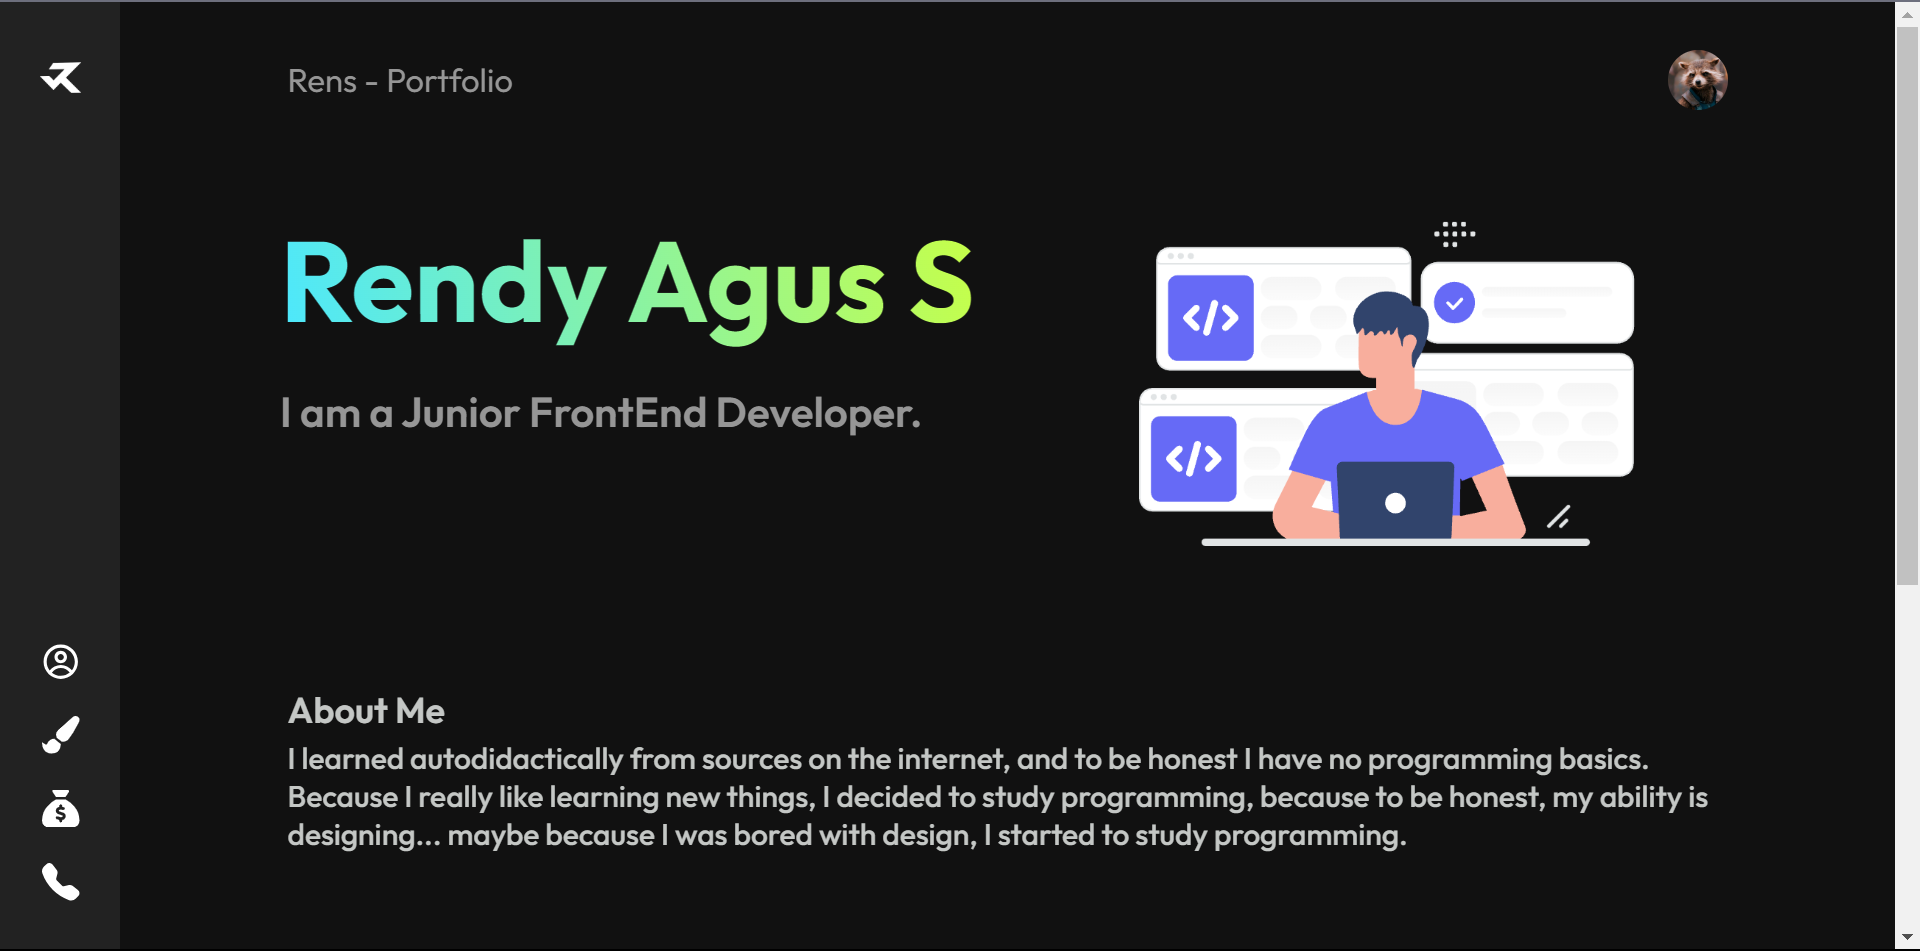 Rens - Portfolio
Rendy Agus S
I am a Junior FrontEnd Developer.
About Me
I learned autodidactically from sources on the internet, and to be honest I have no programming basics.
Because I really like learning new things, I decided to study programming, because to be honest, my ability is
designing... maybe because I was bored with design, I started to study programming.